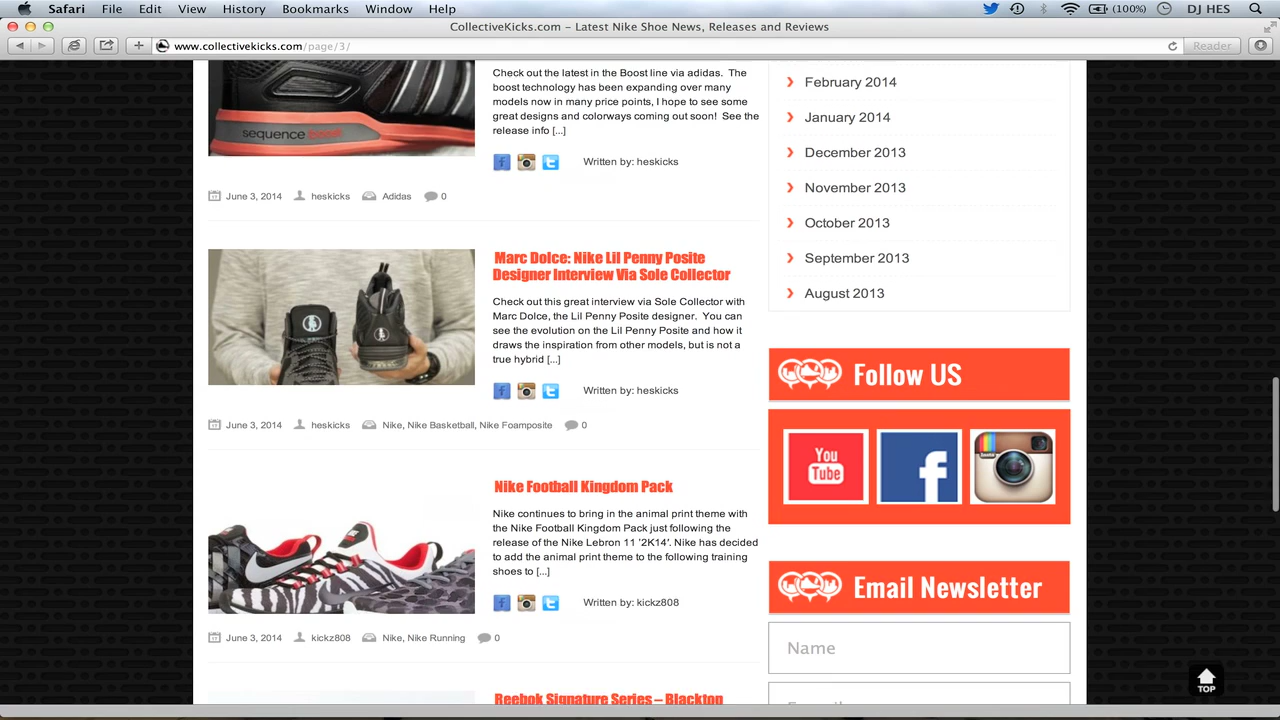 Safari File Edit View History Bookmarks Window Help (100%) DJ HES
CollectiveKicks.com – Latest Nike Shoe News, Releases and Reviews
www.collectivekicks.com/page/3/ Reader
sequence boost
Check out the latest in the Boost line via adidas. The
boost technology has been expanding over many
models now in many price points, I hope to see some
great designs and colorways coming out soon! See the
release info [...]
Written by: heskicks
June 3, 2014 heskicks Adidas 0
Marc Dolce: Nike Lil Penny Posite
Designer Interview Via Sole Collector
Check out this great interview via Sole Collector with
Marc Dolce, the Lil Penny Posite designer. You can
see the evolution on the Lil Penny Posite and how it
draws the inspiration from other models, but is not a
true hybrid [...]
Written by: heskicks
June 3, 2014 heskicks Nike, Nike Basketball, Nike Foamposite 0
Nike Football Kingdom Pack
Nike continues to bring in the animal print theme with
the Nike Football Kingdom Pack just following the
release of the Nike Lebron 11 '2K14'. Nike has decided
to add the animal print theme to the following training
shoes to [...]
Written by: kickz808
June 3, 2014 kickz808 Nike, Nike Running 0
Reebok Signature Series – Blackton
February 2014
January 2014
December 2013
November 2013
October 2013
September 2013
August 2013
Follow US
You
Tube
Email Newsletter
Name
TOP